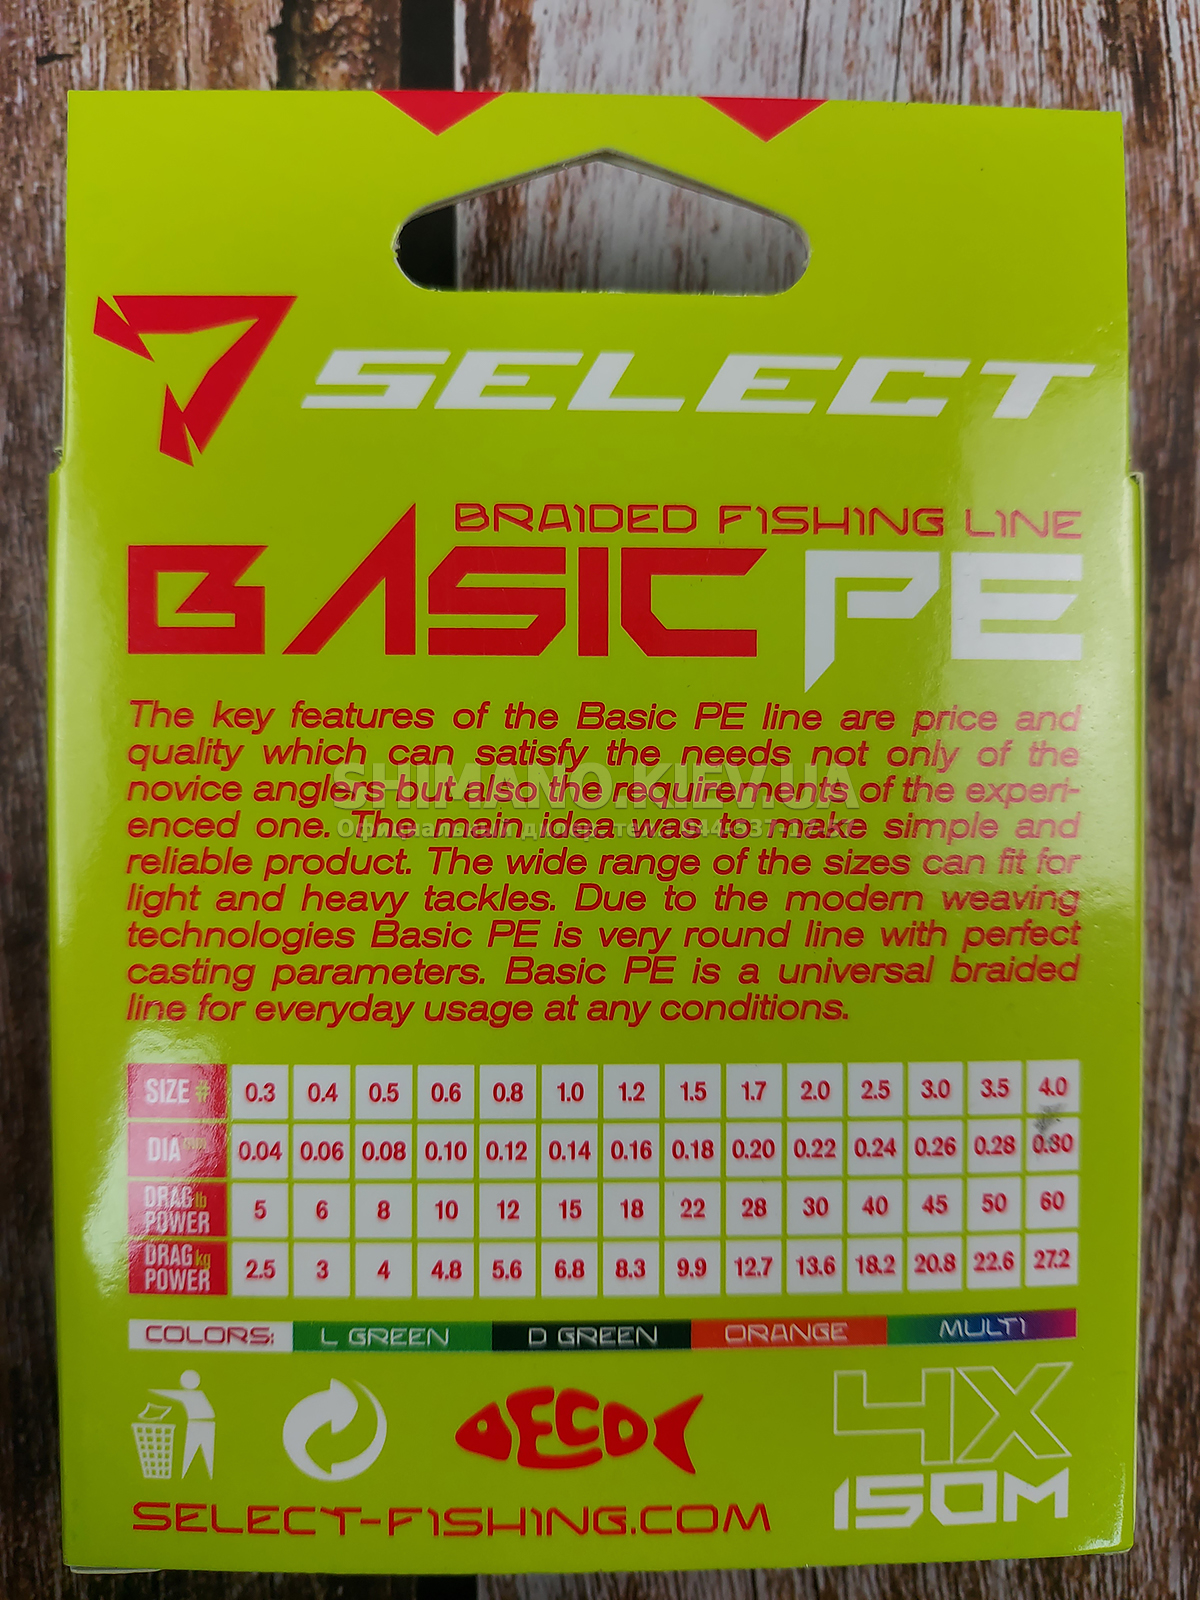 SELECT
BRAIDED FISHING LINE
BASIC PE
The key features of the Basic PE line are price and
quality which can satisfy the needs not only of the
novice anglers but also the requirements of the experi-
enced one. The main idea was to make simple and
reliable product. The wide range of the sizes can fit for
light and heavy tackles. Due to the modern weaving
technologies Basic PE is very round line with perfect
casting parameters. Basic PE is a universal braided
line for everyday usage at any conditions.
SHIMANO.KIEV.UA
SIZE # 0.3 0.4 0.5 0.6 0.8 1.0 1.2 1.5 1.7 2.0 2.5 3.0 3.5 4.0
DIA mm 0.04 0.06 0.08 0.10 0.12 0.14 0.16 0.18 0.20 0.22 0.24 0.26 0.28 0.30
DRAG lb POWER 5 6 8 10 12 15 18 22 28 30 40 45 50 60
DRAG kg POWER 2.5 3 4 4.8 5.6 6.8 8.3 9.9 12.7 13.6 18.2 20.8 22.6 27.2
COLORS: L GREEN D GREEN ORANGE MULTI
ECO
4X
150M
SELECT-FISHING.COM